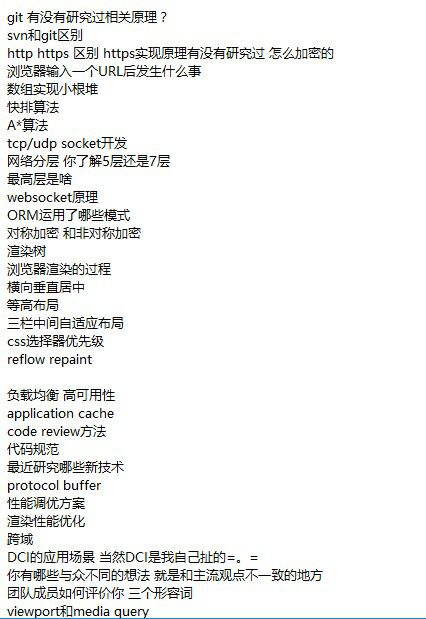 git 有没有研究过相关原理？
svn和git区别
http https 区别 https实现原理有没有研究过 怎么加密的
浏览器输入一个URL后发生什么事
数组实现小根堆
快排算法
A*算法
tcp/udp socket开发
网络分层 你了解5层还是7层
最高层是啥
websocket原理
ORM运用了哪些模式
对称加密 和非对称加密
渲染树
浏览器渲染的过程
横向垂直居中
等高布局
三栏中间自适应布局
css选择器优先级
reflow repaint
负载均衡 高可用性
application cache
code review方法
代码规范
最近研究哪些新技术
protocol buffer
性能调优方案
渲染性能优化
跨域
DCI的应用场景 当然DCI是我自己扯的=。=
你有哪些与众不同的想法 就是和主流观点不一致的地方
团队成员如何评价你 三个形容词
viewport和media query